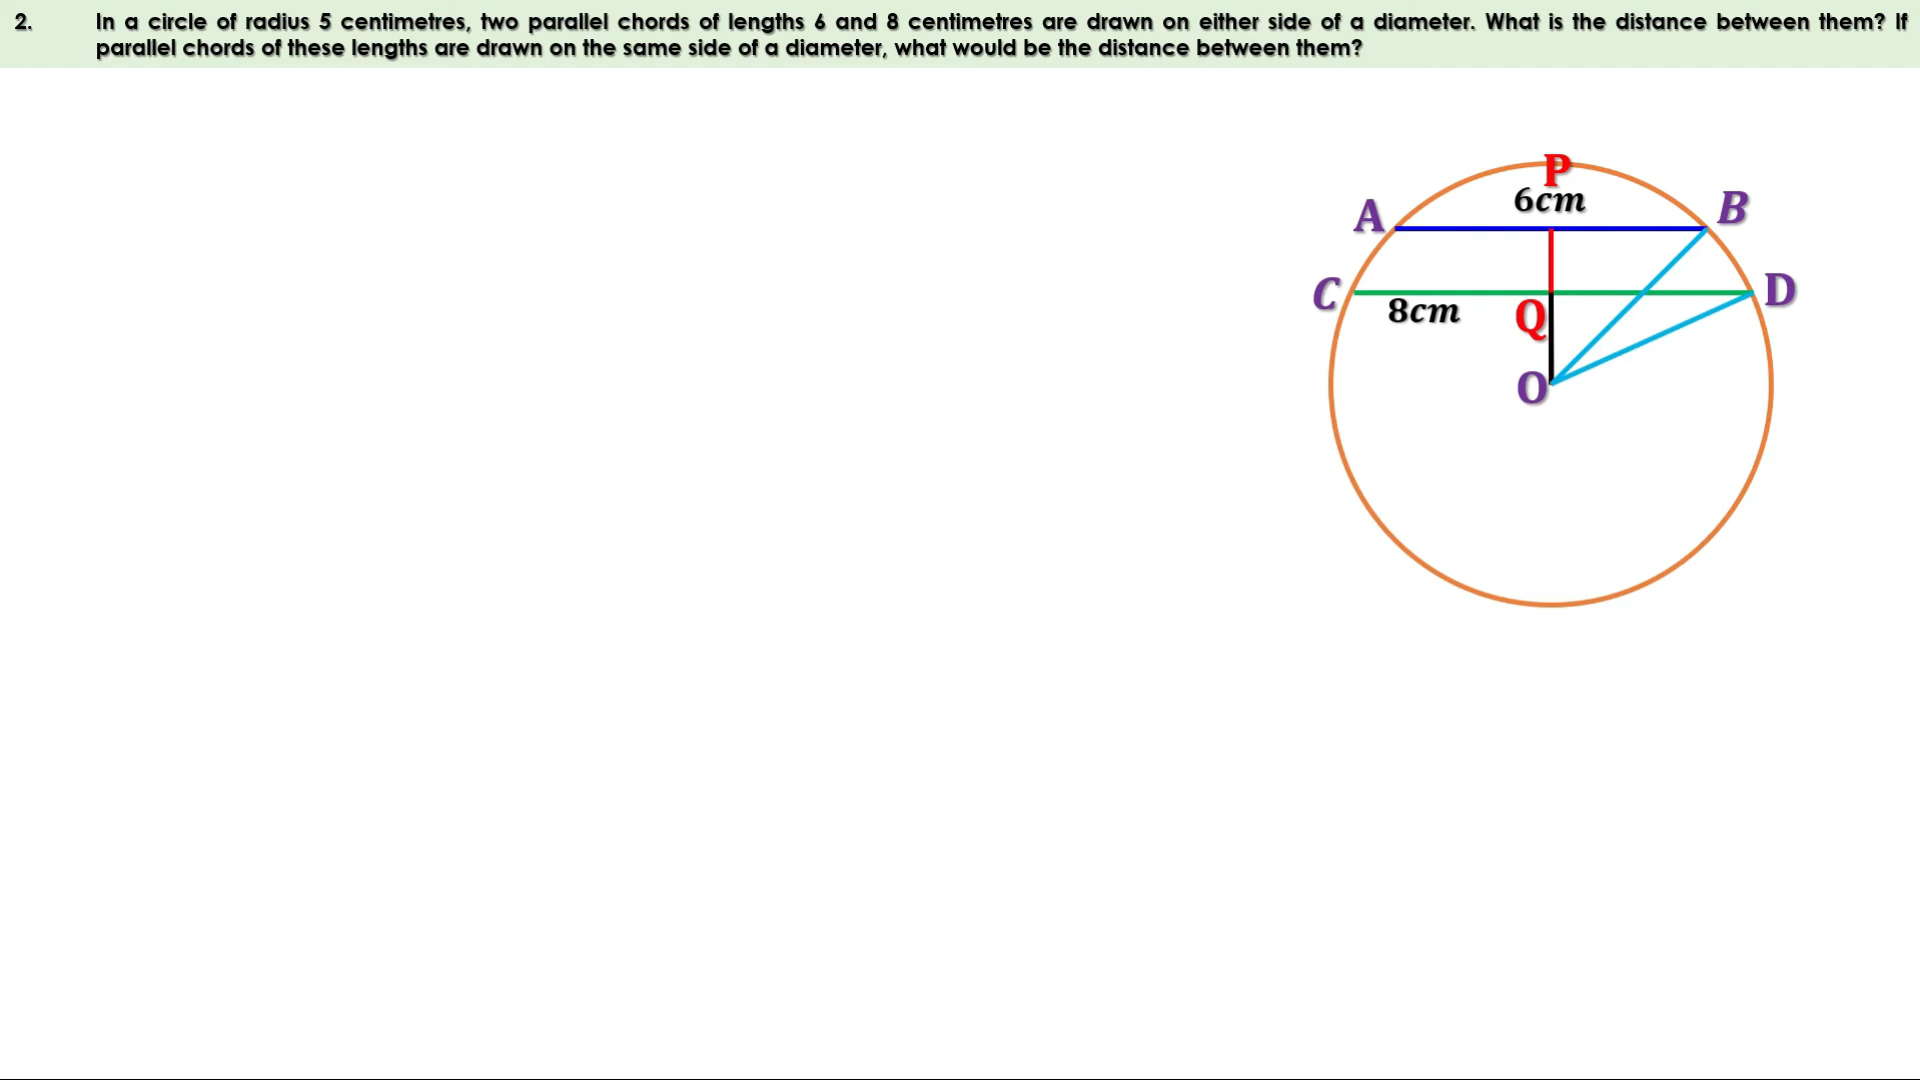 2. In a circle of radius 5 centimetres, two parallel chords of lengths 6 and 8 centimetres are drawn on either side of a diameter. What is the distance between them? If
parallel chords of these lengths are drawn on the same side of a diameter, what would be the distance between them?
P
6cm
A
B
C
D
8cm
Q
O